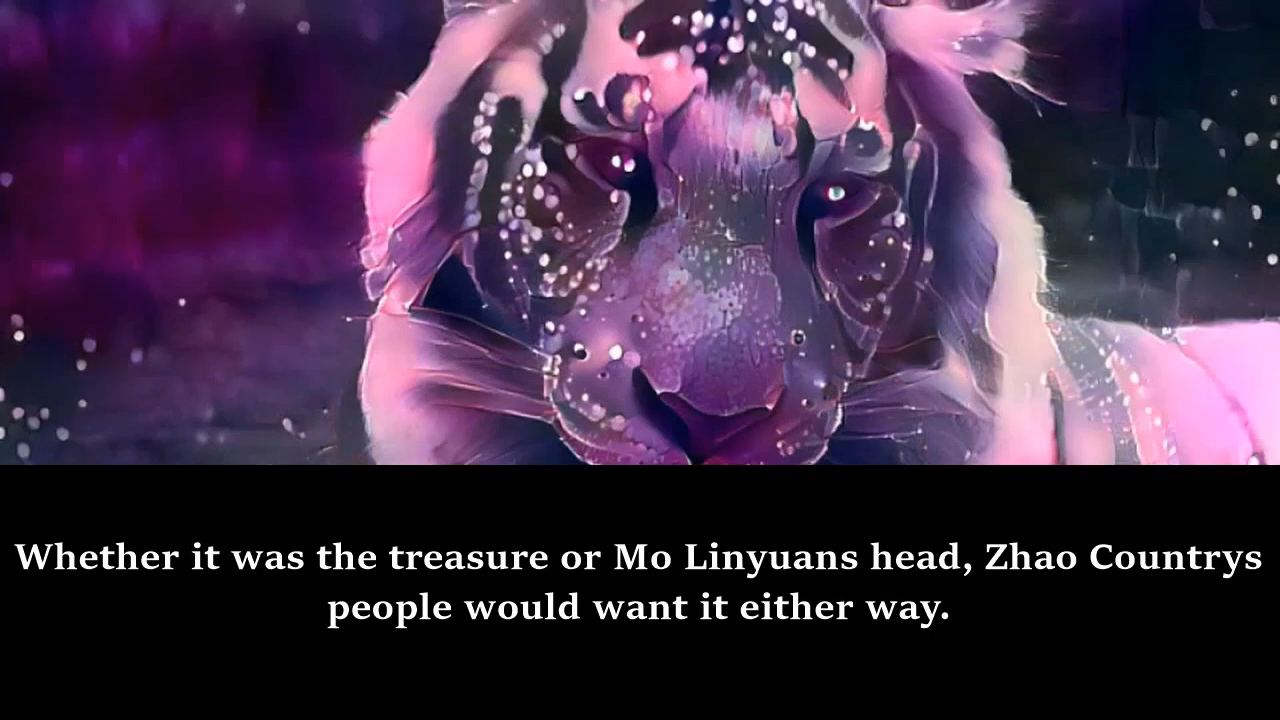 Whether it was the treasure or Mo Linyuans head, Zhao Countrys
people would want it either way.